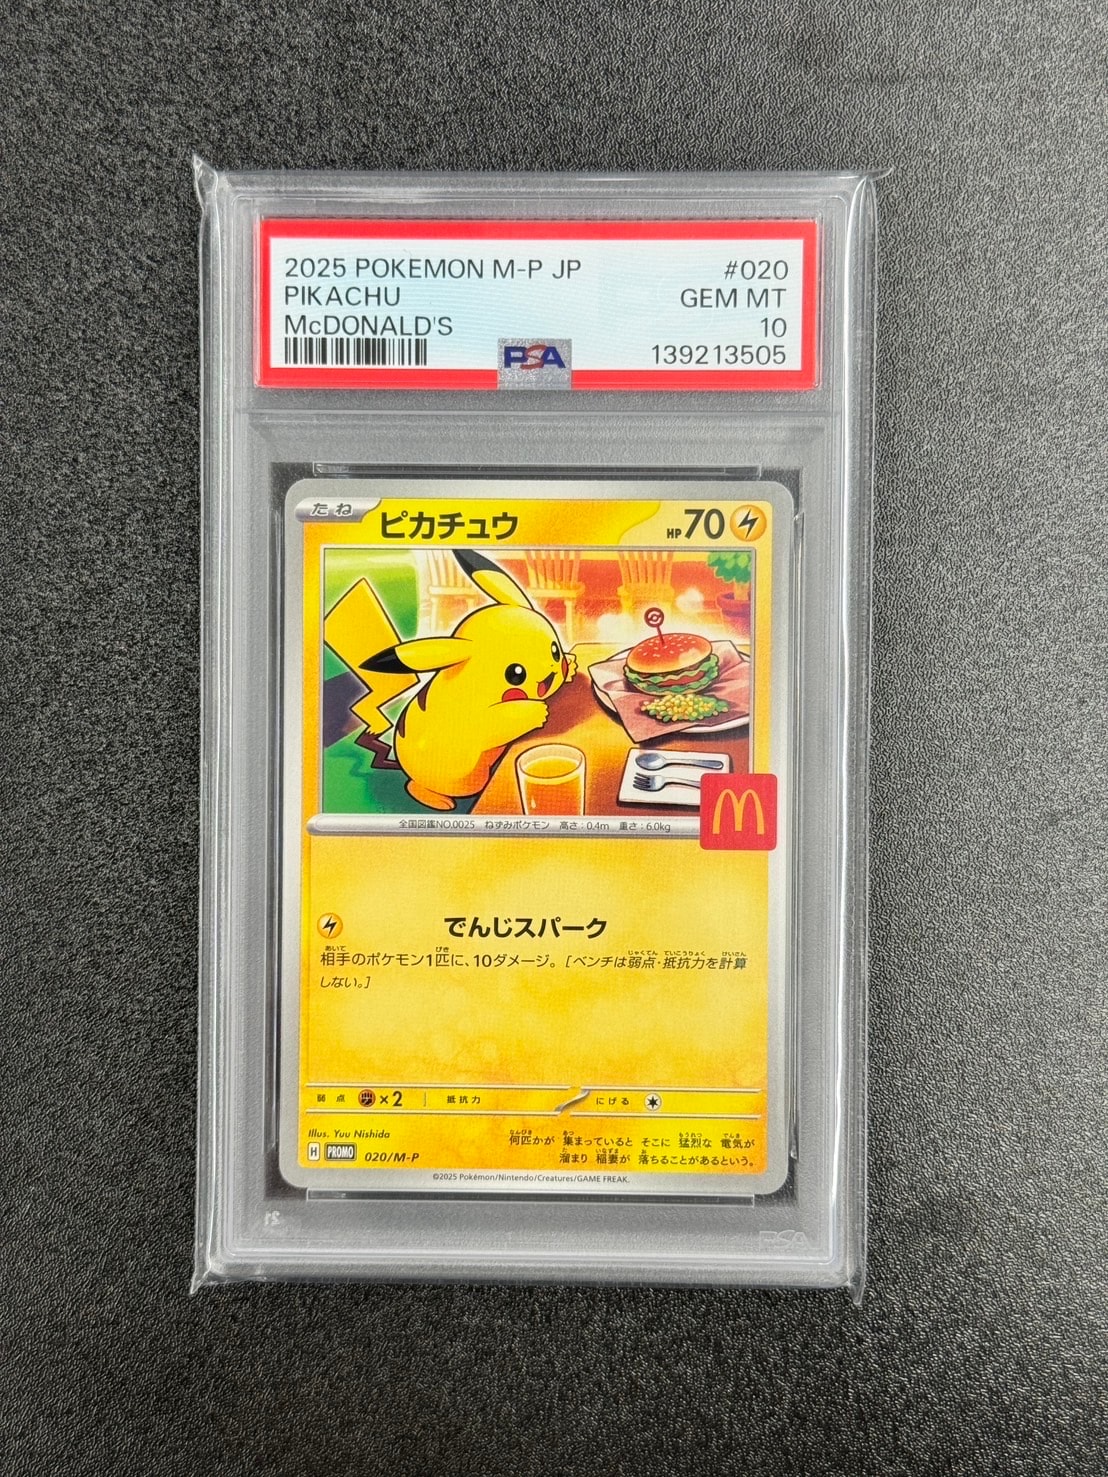 2025 POKEMON M-P JP #020
PIKACHU GEM MT
McDONALD'S 10
PSA 139213505
たね ピカチュウ HP70
M
全国図鑑NO.0025 ねずみポケモン 高さ:0.4m 重さ:6.0kg
でんじスパーク
相手のポケモン1匹に、10ダメージ。[ベンチは弱点・抵抗力を計算
しない。]
弱点 ×2 抵抗力 にげる
Illus. Yuu Nishida
何匹かが 集まっていると そこに 猛烈な 電気が
溜まり 稲妻が 落ちることがあるという。
H PROMO 020/M-P
©2025 Pokémon/Nintendo/Creatures/GAME FREAK.
PSA